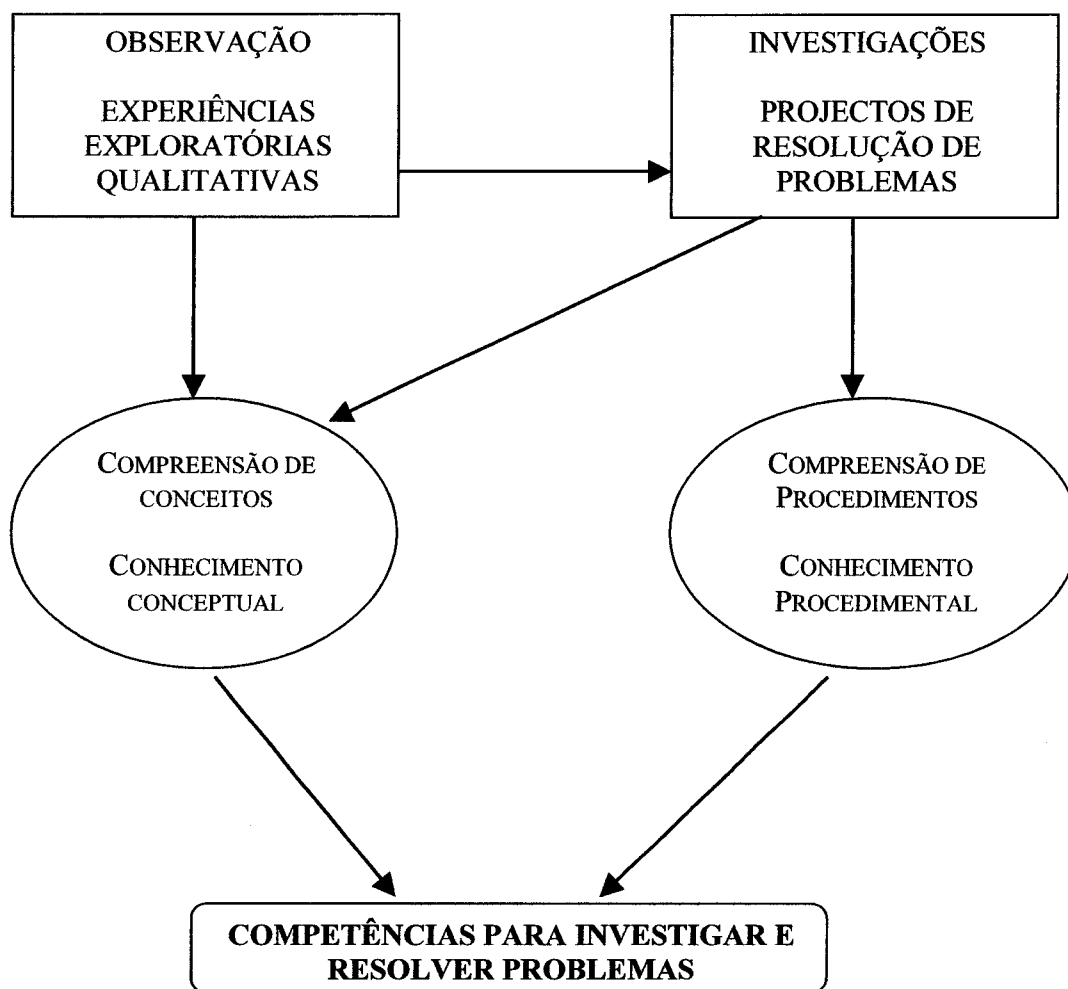 OBSERVAÇÃO
EXPERIÊNCIAS
EXPLORATÓRIAS
QUALITATIVAS
INVESTIGAÇÕES
PROJECTOS DE
RESOLUÇÃO DE
PROBLEMAS
COMPREENSÃO DE
CONCEITOS
CONHECIMENTO
CONCEPTUAL
COMPREENSÃO DE
PROCEDIMENTOS
CONHECIMENTO
PROCEDIMENTAL
COMPETÊNCIAS PARA INVESTIGAR E
RESOLVER PROBLEMAS